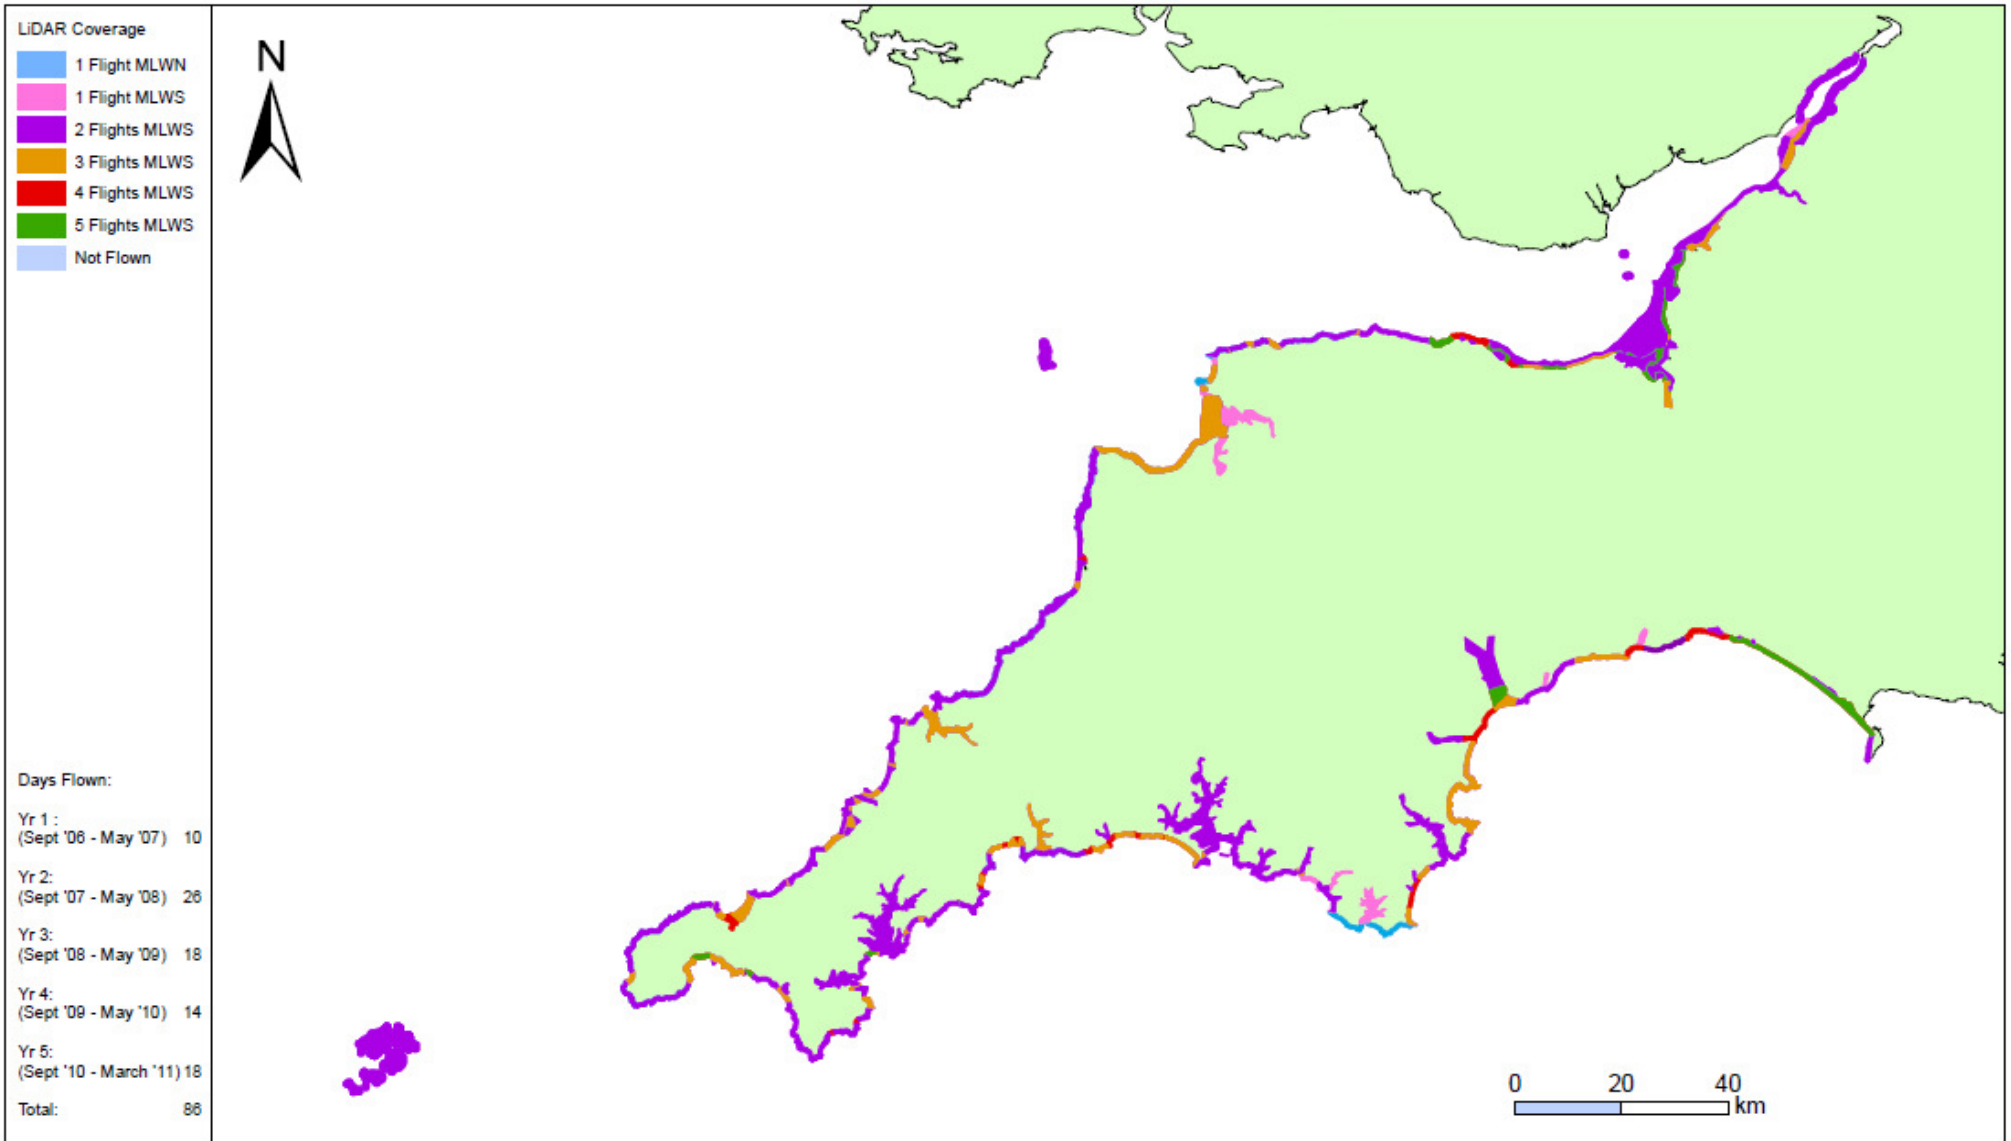 LiDAR Coverage
1 Flight MLWN
1 Flight MLWS
2 Flights MLWS
3 Flights MLWS
4 Flights MLWS
5 Flights MLWS
Not Flown
N
Days Flown:
Yr 1 :
(Sept '06 - May '07) 10
Yr 2:
(Sept '07 - May '08) 26
Yr 3:
(Sept '08 - May '09) 18
Yr 4:
(Sept '09 - May '10) 14
Yr 5:
(Sept '10 - March '11) 18
Total: 86
0 20 40
km